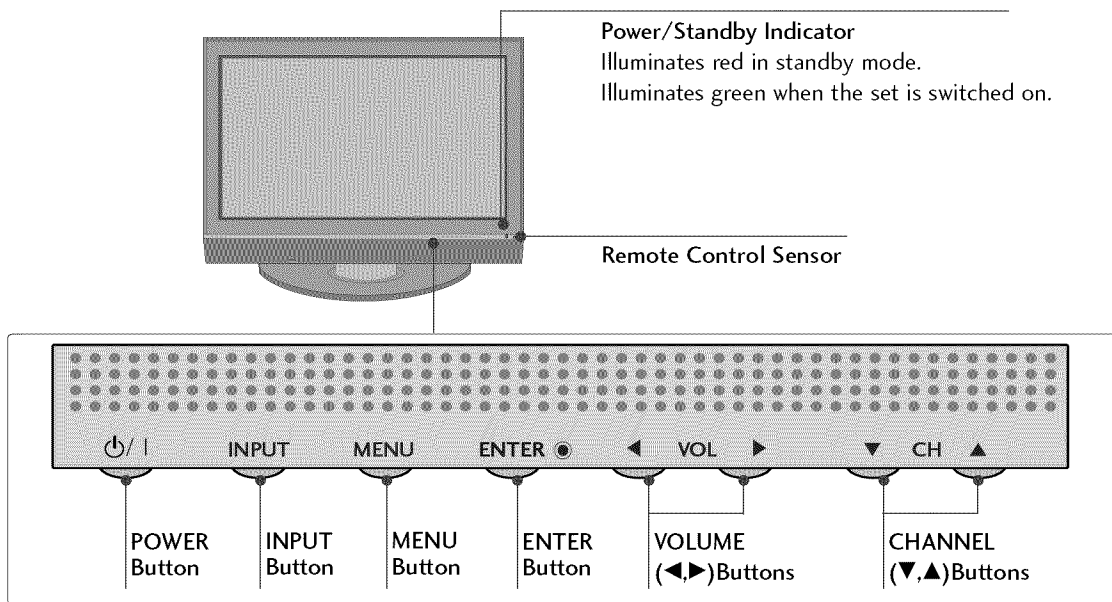 Power/Standby Indicator
Illuminates red in standby mode.
Illuminates green when the set is switched on.
Remote Control Sensor
⏻/ I INPUT MENU ENTER ◉ ◀ VOL ▶ ▼ CH ▲
POWER
Button
INPUT
Button
MENU
Button
ENTER
Button
VOLUME
(◀,▶)Buttons
CHANNEL
(▼,▲)Buttons